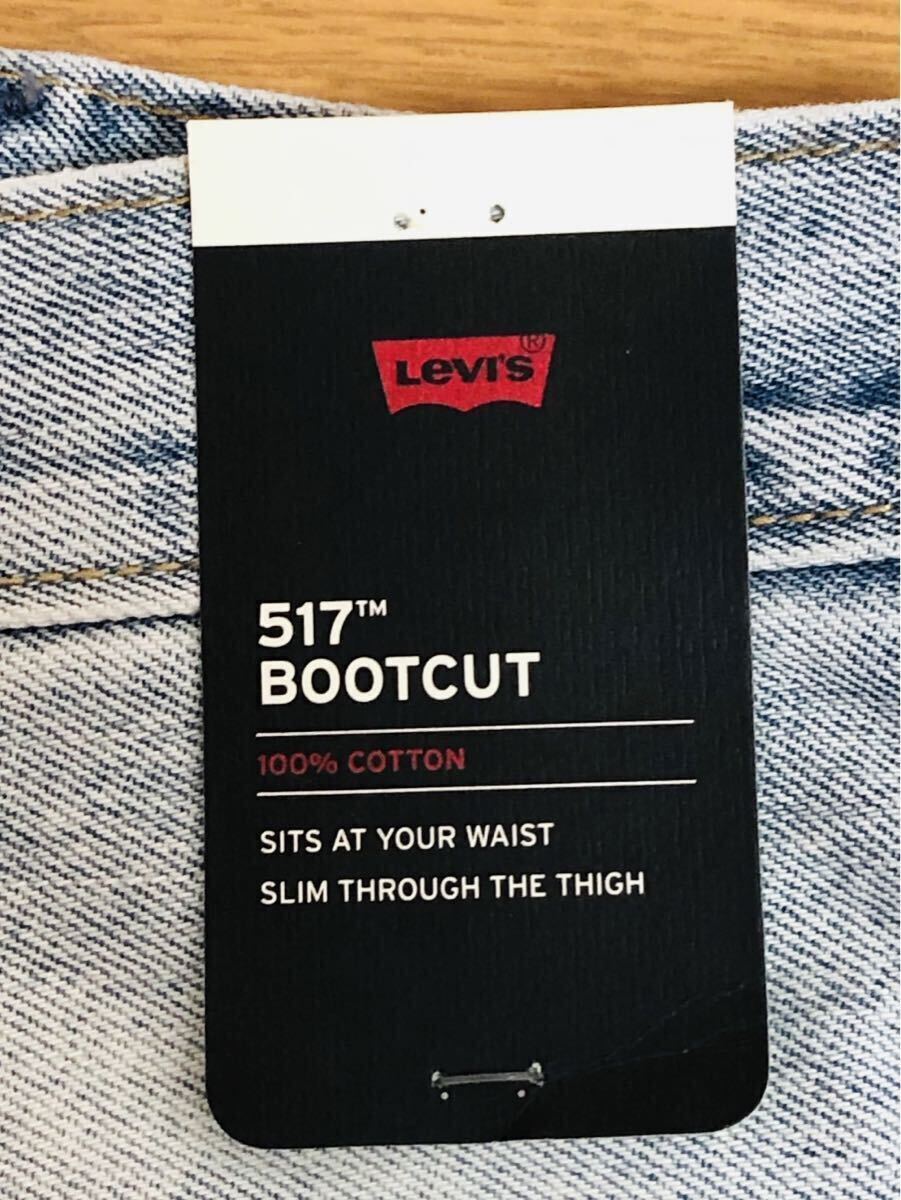 LEVI'S®
517™
BOOTCUT
100% COTTON
SITS AT YOUR WAIST
SLIM THROUGH THE THIGH